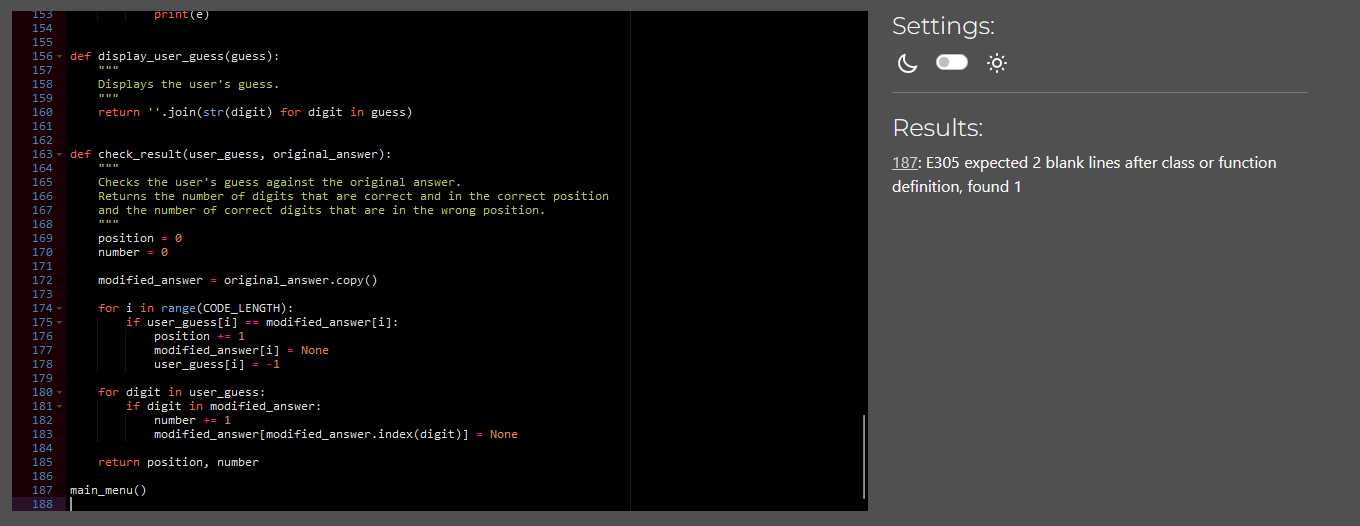 153 print(e)
154
155
156 def display_user_guess(guess):
157 """
158 Displays the user's guess.
159 """
160 return ''.join(str(digit) for digit in guess)
161
162
163 def check_result(user_guess, original_answer):
164 """
165 Checks the user's guess against the original answer.
166 Returns the number of digits that are correct and in the correct position
167 and the number of correct digits that are in the wrong position.
168 """
169 position = 0
170 number = 0
171
172 modified_answer = original_answer.copy()
173
174 for i in range(CODE_LENGTH):
175 if user_guess[i] == modified_answer[i]:
176 position += 1
177 modified_answer[i] = None
178 user_guess[i] = -1
179
180 for digit in user_guess:
181 if digit in modified_answer:
182 number += 1
183 modified_answer[modified_answer.index(digit)] = None
184
185 return position, number
186
187 main_menu()
188
Settings:
Results:
187: E305 expected 2 blank lines after class or function
definition, found 1